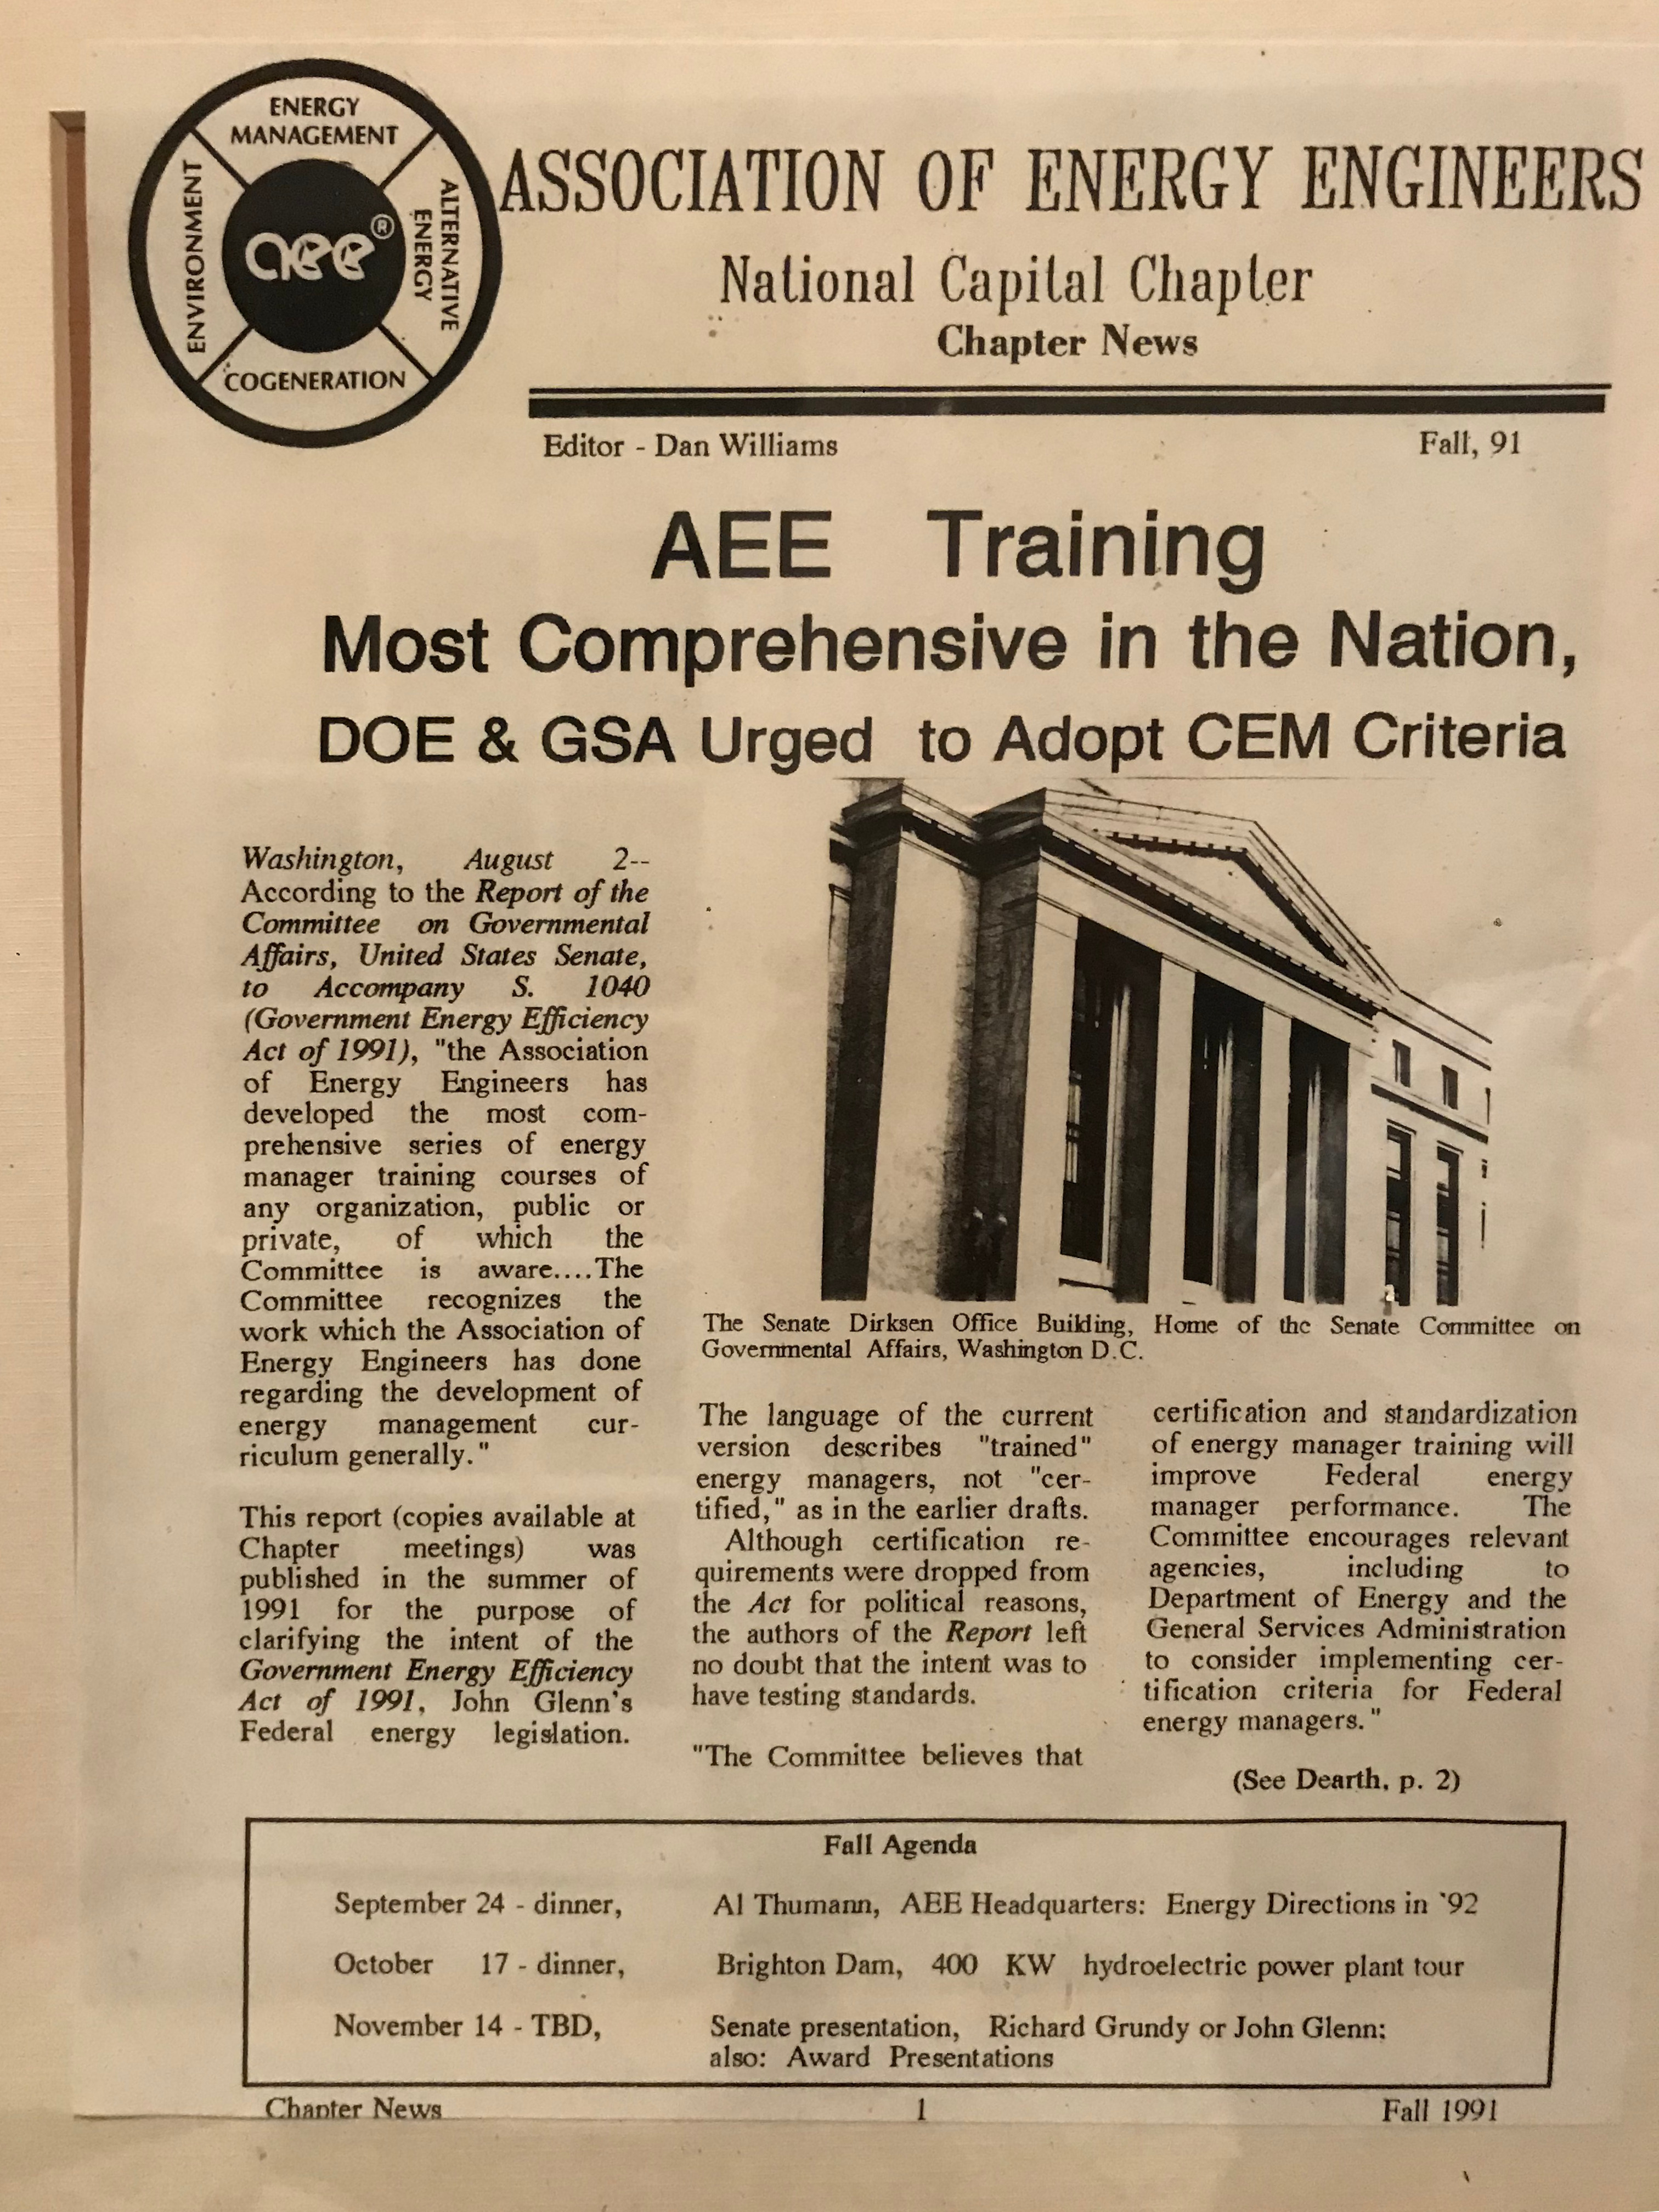 ENERGY
MANAGEMENT
ENVIRONMENT
aee®
ALTERNATIVE
ENERGY
COGENERATION
ASSOCIATION OF ENERGY ENGINEERS
National Capital Chapter
Chapter News
Editor - Dan Williams
Fall, 91
AEE Training
Most Comprehensive in the Nation,
DOE & GSA Urged to Adopt CEM Criteria
Washington, August 2--
According to the Report of the
Committee on Governmental
Affairs, United States Senate,
to Accompany S. 1040
(Government Energy Efficiency
Act of 1991), "the Association
of Energy Engineers has
developed the most com-
prehensive series of energy
manager training courses of
any organization, public or
private, of which the
Committee is aware....The
Committee recognizes the
work which the Association of
Energy Engineers has done
regarding the development of
energy management cur-
riculum generally."
This report (copies available at
Chapter meetings) was
published in the summer of
1991 for the purpose of
clarifying the intent of the
Government Energy Efficiency
Act of 1991, John Glenn's
Federal energy legislation.
The Senate Dirksen Office Building, Home of the Senate Committee on
Governmental Affairs, Washington D.C.
The language of the current
version describes "trained"
energy managers, not "cer-
tified," as in the earlier drafts.
Although certification re-
quirements were dropped from
the Act for political reasons,
the authors of the Report left
no doubt that the intent was to
have testing standards.
"The Committee believes that
certification and standardization
of energy manager training will
improve Federal energy
manager performance. The
Committee encourages relevant
agencies, including to
Department of Energy and the
General Services Administration
to consider implementing cer-
tification criteria for Federal
energy managers."
(See Dearth, p. 2)
Fall Agenda
September 24 - dinner, Al Thumann, AEE Headquarters: Energy Directions in `92
October 17 - dinner, Brighton Dam, 400 KW hydroelectric power plant tour
November 14 - TBD, Senate presentation, Richard Grundy or John Glenn;
also: Award Presentations
Chapter News 1 Fall 1991